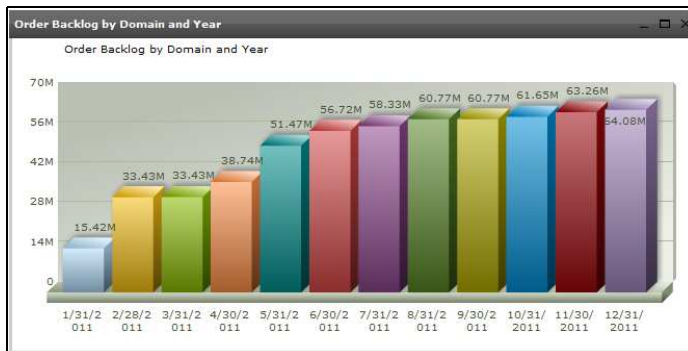 Order Backlog by Domain and Year
Order Backlog by Domain and Year
70M
56M
42M
28M
14M
0
15.42M
33.43M
33.43M
38.74M
51.47M
56.72M
58.33M
60.77M
60.77M
61.65M
63.26M
64.08M
1/31/2 2/28/2 3/31/2 4/30/2 5/31/2 6/30/2 7/31/2 8/31/2 9/30/2 10/31/ 11/30/ 12/31/
011 011 011 011 011 011 011 011 011 2011 2011 2011